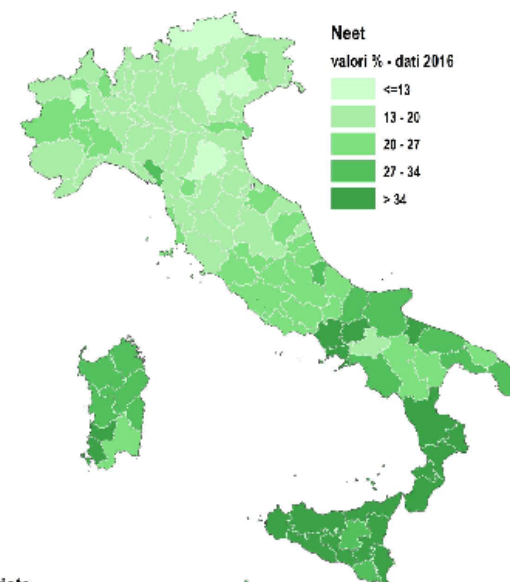 Neet
valori % - dati 2016
<=13
13 - 20
20 - 27
27 - 34
> 34